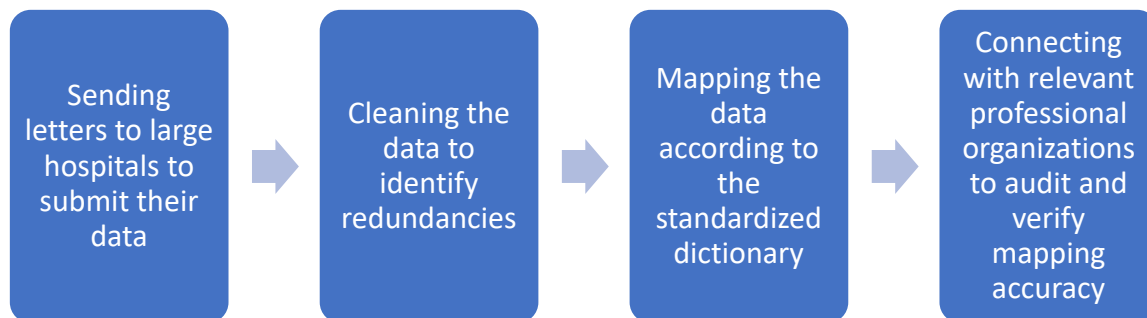 Sending
letters to large
hospitals to
submit their
data
Cleaning the
data to
identify
redundancies
Mapping the
data
according to
the
standardized
dictionary
Connecting
with relevant
professional
organizations
to audit and
verify
mapping
accuracy